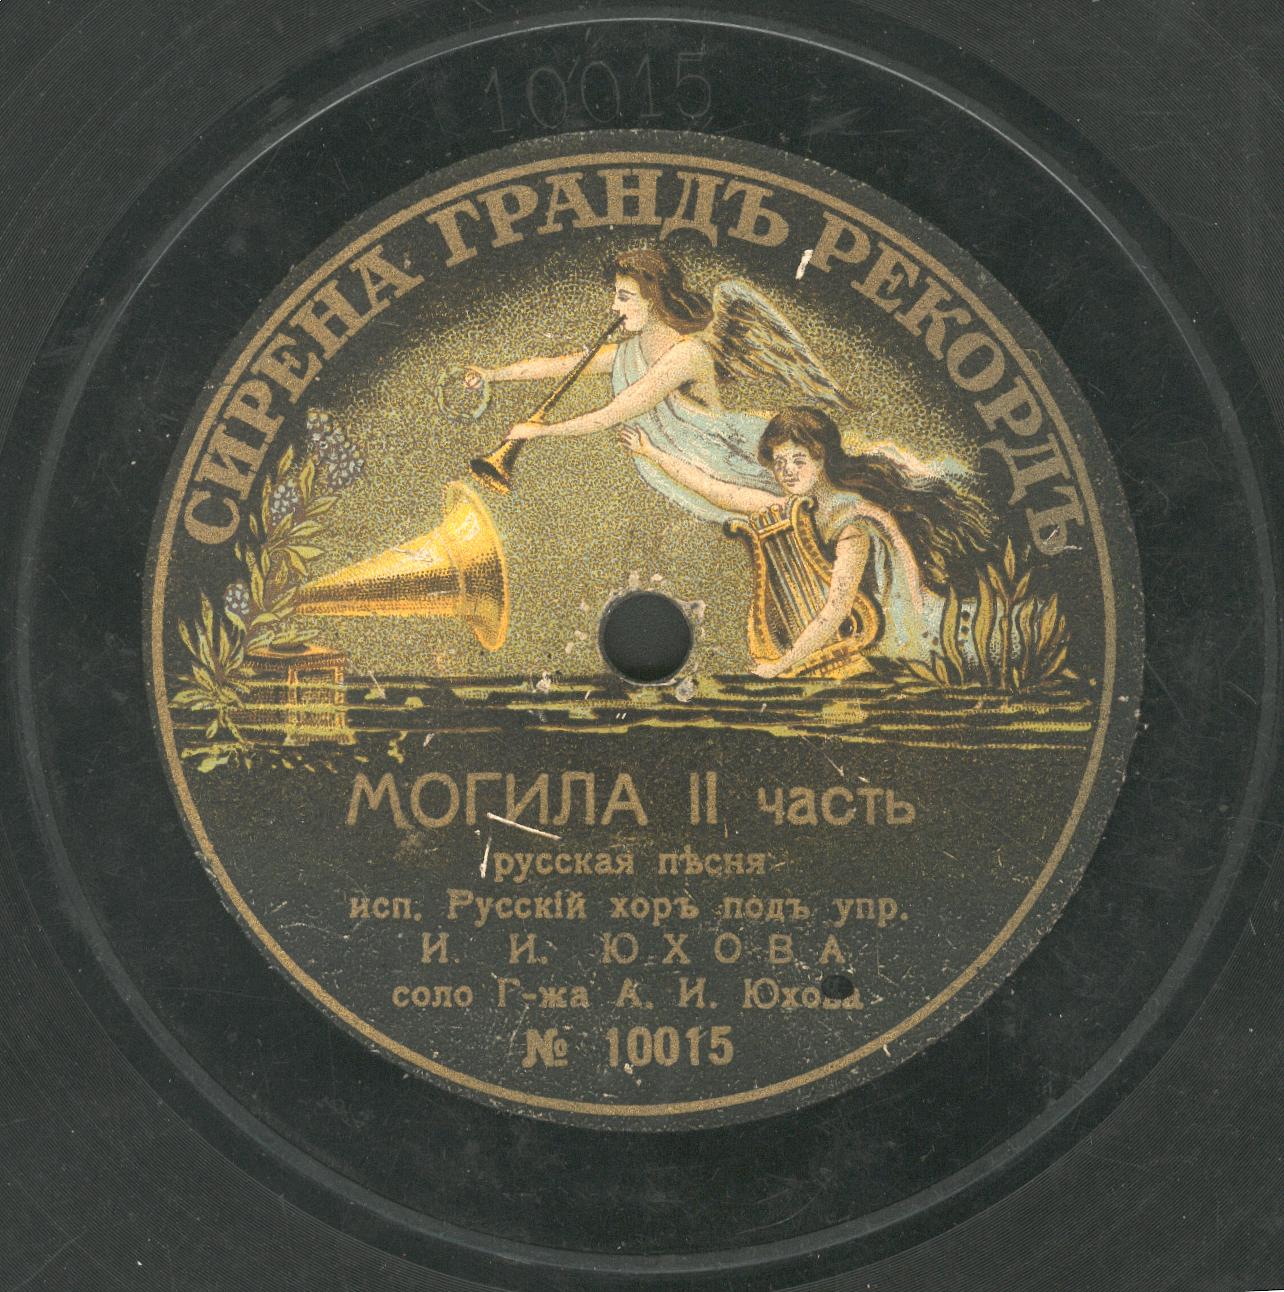 10015
СИРЕНА ГРАНДЪ РЕКОРДЪ
МОГИЛА II часть
русская пѣсня
исп. Русскій хоръ подъ упр.
И. И. ЮХОВА
соло Г-жа А. И. Юхова
№ 10015